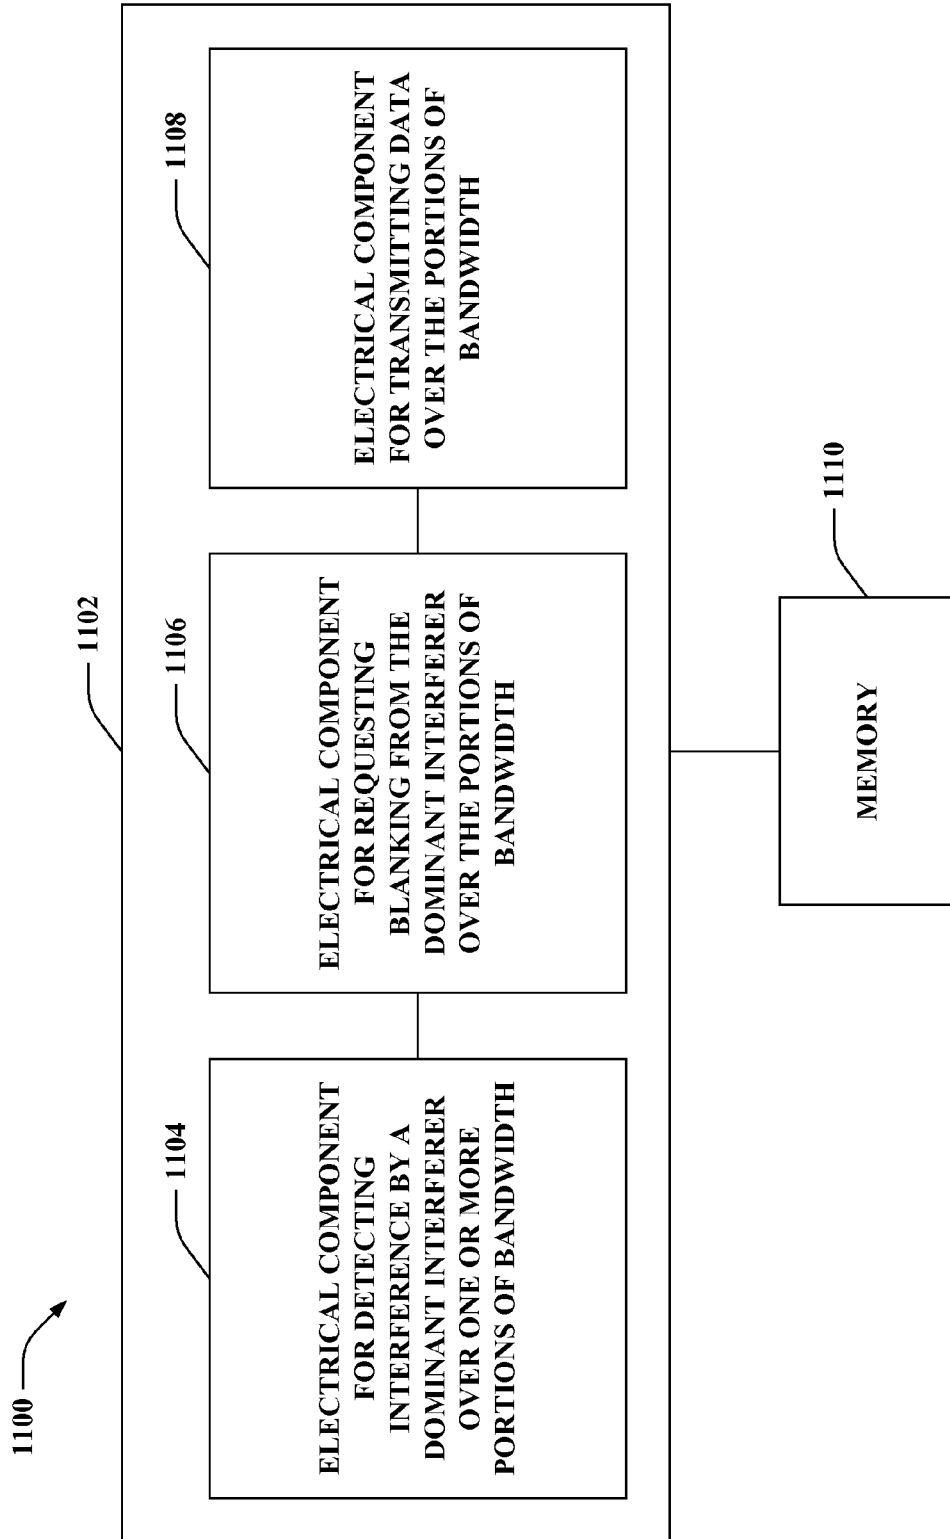 1100
1102
1104
ELECTRICAL COMPONENT
FOR DETECTING
INTERFERENCE BY A
DOMINANT INTERFERER
OVER ONE OR MORE
PORTIONS OF BANDWIDTH
1106
ELECTRICAL COMPONENT
FOR REQUESTING
BLANKING FROM THE
DOMINANT INTERFERER
OVER THE PORTIONS OF
BANDWIDTH
1108
ELECTRICAL COMPONENT
FOR TRANSMITTING DATA
OVER THE PORTIONS OF
BANDWIDTH
1110
MEMORY